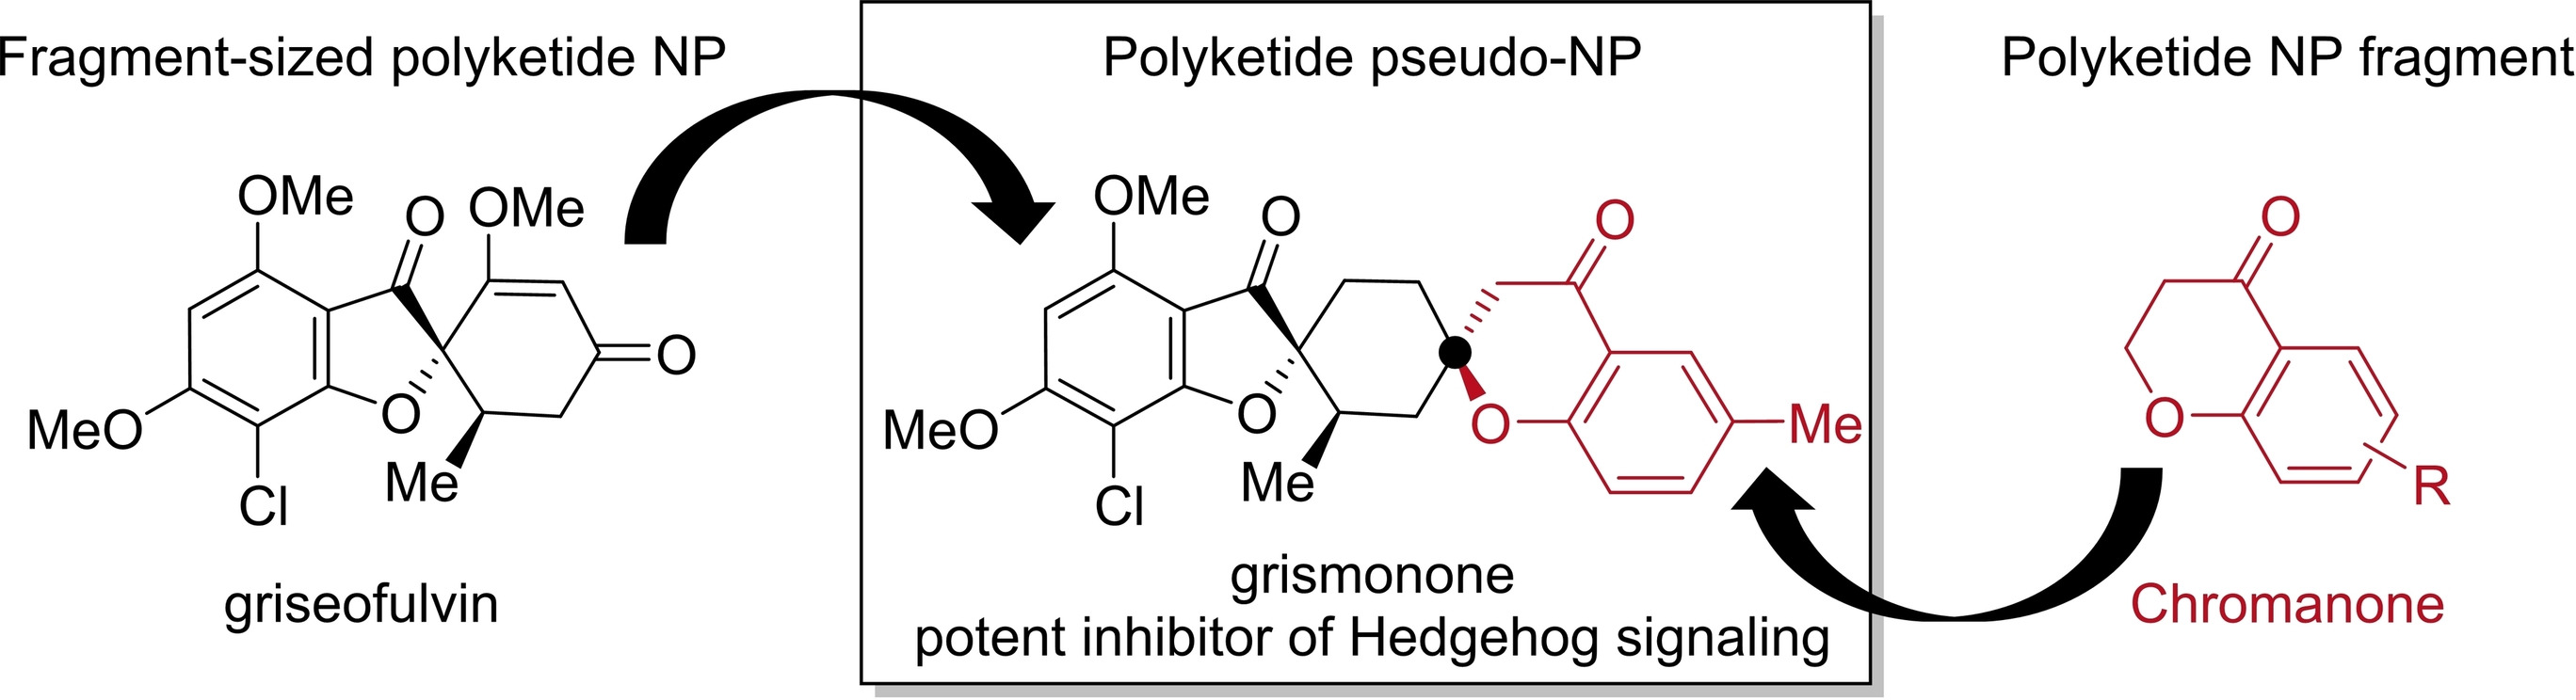 Fragment-sized polyketide NP
Polyketide pseudo-NP
Polyketide NP fragment
OMe
O
OMe
O
O
MeO
Me
Cl
griseofulvin
OMe
O
O
O
O
MeO
Me
Me
Cl
grismonone
potent inhibitor of Hedgehog signaling
O
O
R
Chromanone